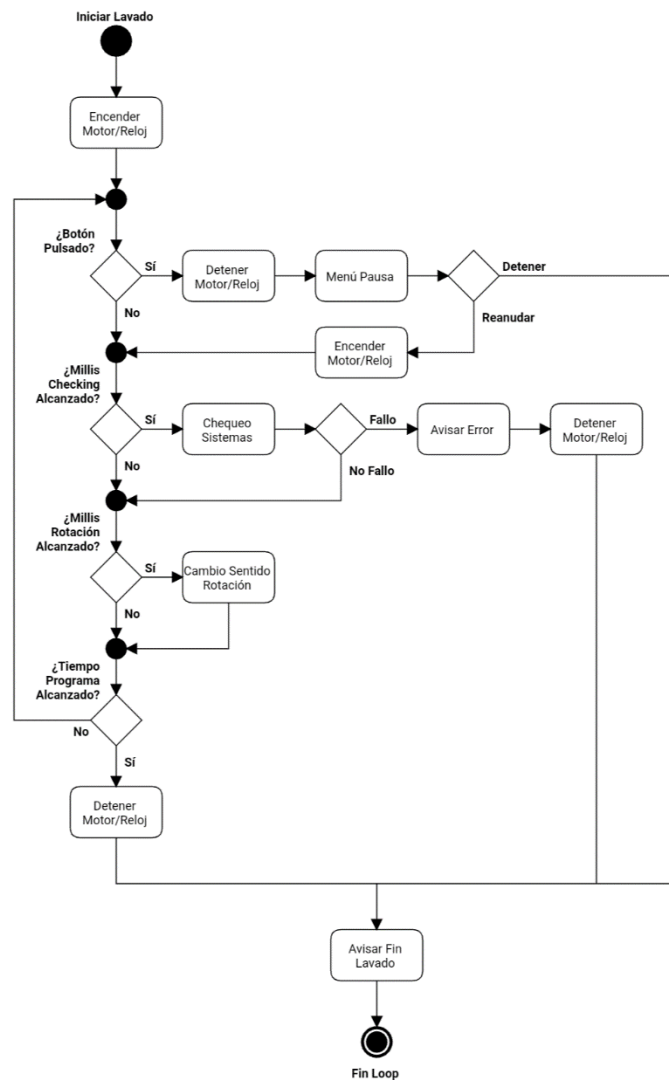 Iniciar Lavado
Encender
Motor/Reloj
¿Botón
Pulsado?
Sí
Detener
Motor/Reloj
Menú Pausa
Detener
No
Reanudar
Encender
Motor/Reloj
¿Millis
Checking
Alcanzado?
Sí
Chequeo
Sistemas
Fallo
Avisar Error
Detener
Motor/Reloj
No
No Fallo
¿Millis
Rotación
Alcanzado?
Sí
Cambio Sentido
Rotación
No
¿Tiempo
Programa
Alcanzado?
No
Sí
Detener
Motor/Reloj
Avisar Fin
Lavado
Fin Loop